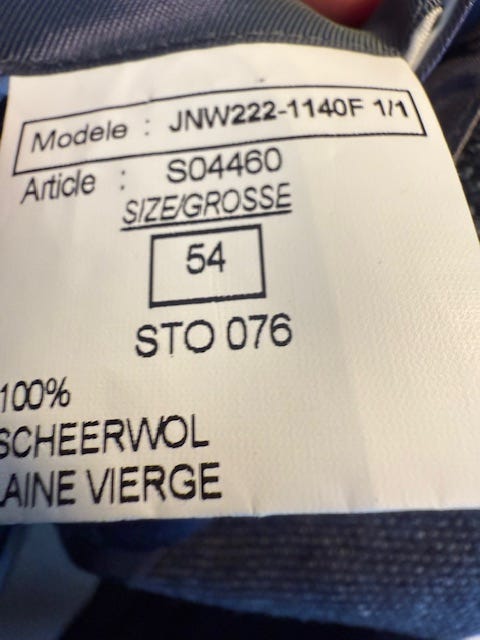 Modele : JNW222-1140F 1/1
Article : S04460
SIZE/GROSSE
54
STO 076
100%
SCHEERWOL
LAINE VIERGE